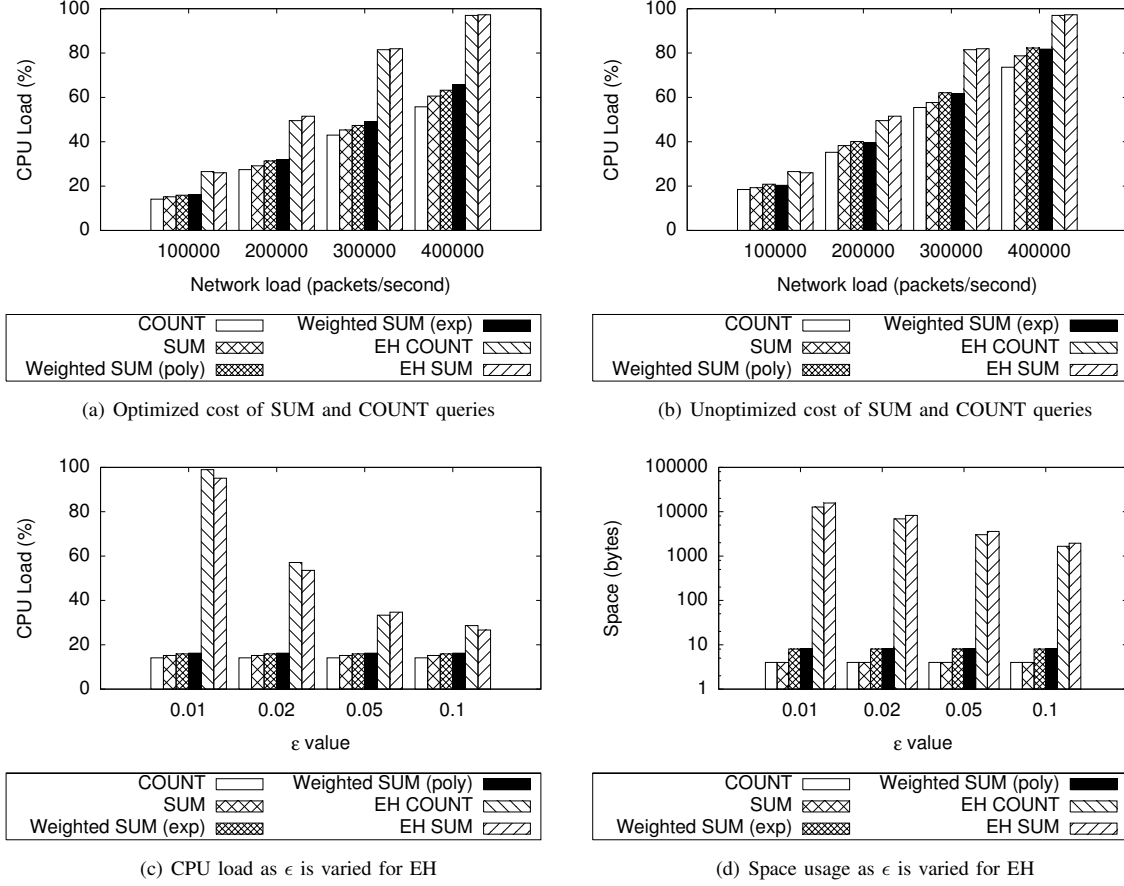 CPU Load (%)
100
80
60
40
20
0
100000 200000 300000 400000
Network load (packets/second)
COUNT
SUM
Weighted SUM (poly)
Weighted SUM (exp)
EH COUNT
EH SUM
(a) Optimized cost of SUM and COUNT queries
CPU Load (%)
100
80
60
40
20
0
100000 200000 300000 400000
Network load (packets/second)
COUNT
SUM
Weighted SUM (poly)
Weighted SUM (exp)
EH COUNT
EH SUM
(b) Unoptimized cost of SUM and COUNT queries
CPU Load (%)
100
80
60
40
20
0
0.01 0.02 0.05 0.1
ε value
COUNT
SUM
Weighted SUM (exp)
Weighted SUM (poly)
EH COUNT
EH SUM
(c) CPU load as ϵ is varied for EH
Space (bytes)
100000
10000
1000
100
10
1
0.01 0.02 0.05 0.1
ε value
COUNT
SUM
Weighted SUM (exp)
Weighted SUM (poly)
EH COUNT
EH SUM
(d) Space usage as ϵ is varied for EH